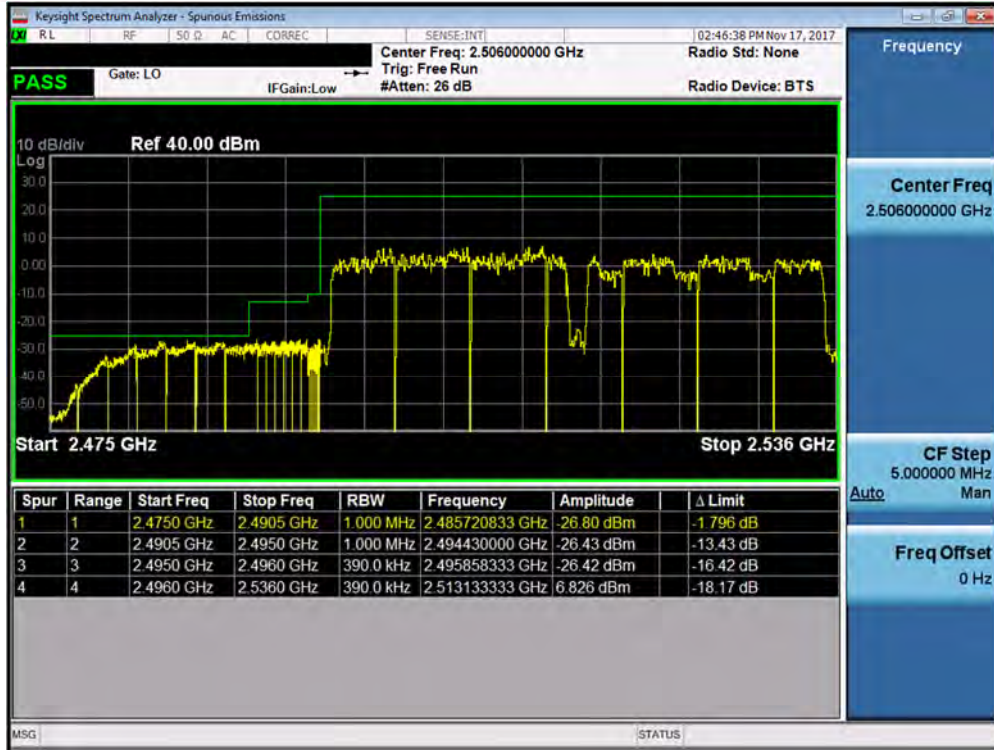 Keysight Spectrum Analyzer - Spurious Emissions
LXI RL RF 50 Ω AC CORREC SENSE:INT 02:46:38 PM Nov 17, 2017
Center Freq: 2.506000000 GHz Radio Std: None
PASS Gate: LO Trig: Free Run
IFGain:Low #Atten: 26 dB Radio Device: BTS
10 dB/div Ref 40.00 dBm
Log
30.0
20.0
10.0
0.00
-10.0
-20.0
-30.0
-40.0
-50.0
Start 2.475 GHz Stop 2.536 GHz
Spur Range Start Freq Stop Freq RBW Frequency Amplitude Δ Limit
1 1 2.4750 GHz 2.4905 GHz 1.000 MHz 2.485720833 GHz -26.80 dBm -1.796 dB
2 2 2.4905 GHz 2.4950 GHz 1.000 MHz 2.494430000 GHz -26.43 dBm -13.43 dB
3 3 2.4950 GHz 2.4960 GHz 390.0 kHz 2.495858333 GHz -26.42 dBm -16.42 dB
4 4 2.4960 GHz 2.5360 GHz 390.0 kHz 2.513133333 GHz 6.826 dBm -18.17 dB
MSG STATUS
Frequency
Center Freq
2.506000000 GHz
CF Step
5.000000 MHz
Auto Man
Freq Offset
0 Hz